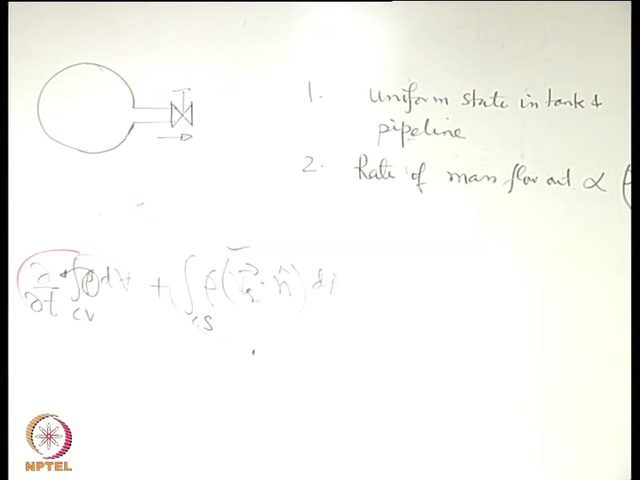 1. Uniform state in tank &
pipeline
2. Rate of mass flow out α (
∂/∂t ∫ ρ d∀ + ∫ ρ (V⃗r · n̂) dA
CV CS
NPTEL